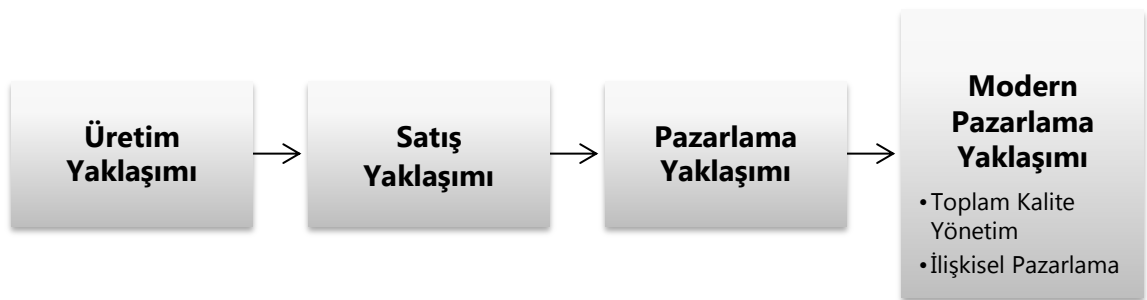 Üretim
Yaklaşımı
Satış
Yaklaşımı
Pazarlama
Yaklaşımı
Modern
Pazarlama
Yaklaşımı
•Toplam Kalite
Yönetim
•İlişkisel Pazarlama